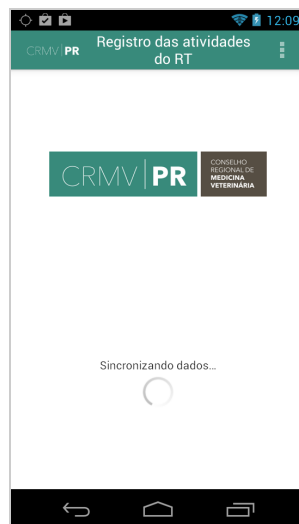 12:09
CRMV PR
Registro das atividades
do RT
CRMV PR
CONSELHO
REGIONAL DE
MEDICINA
VETERINÁRIA
Sincronizando dados...